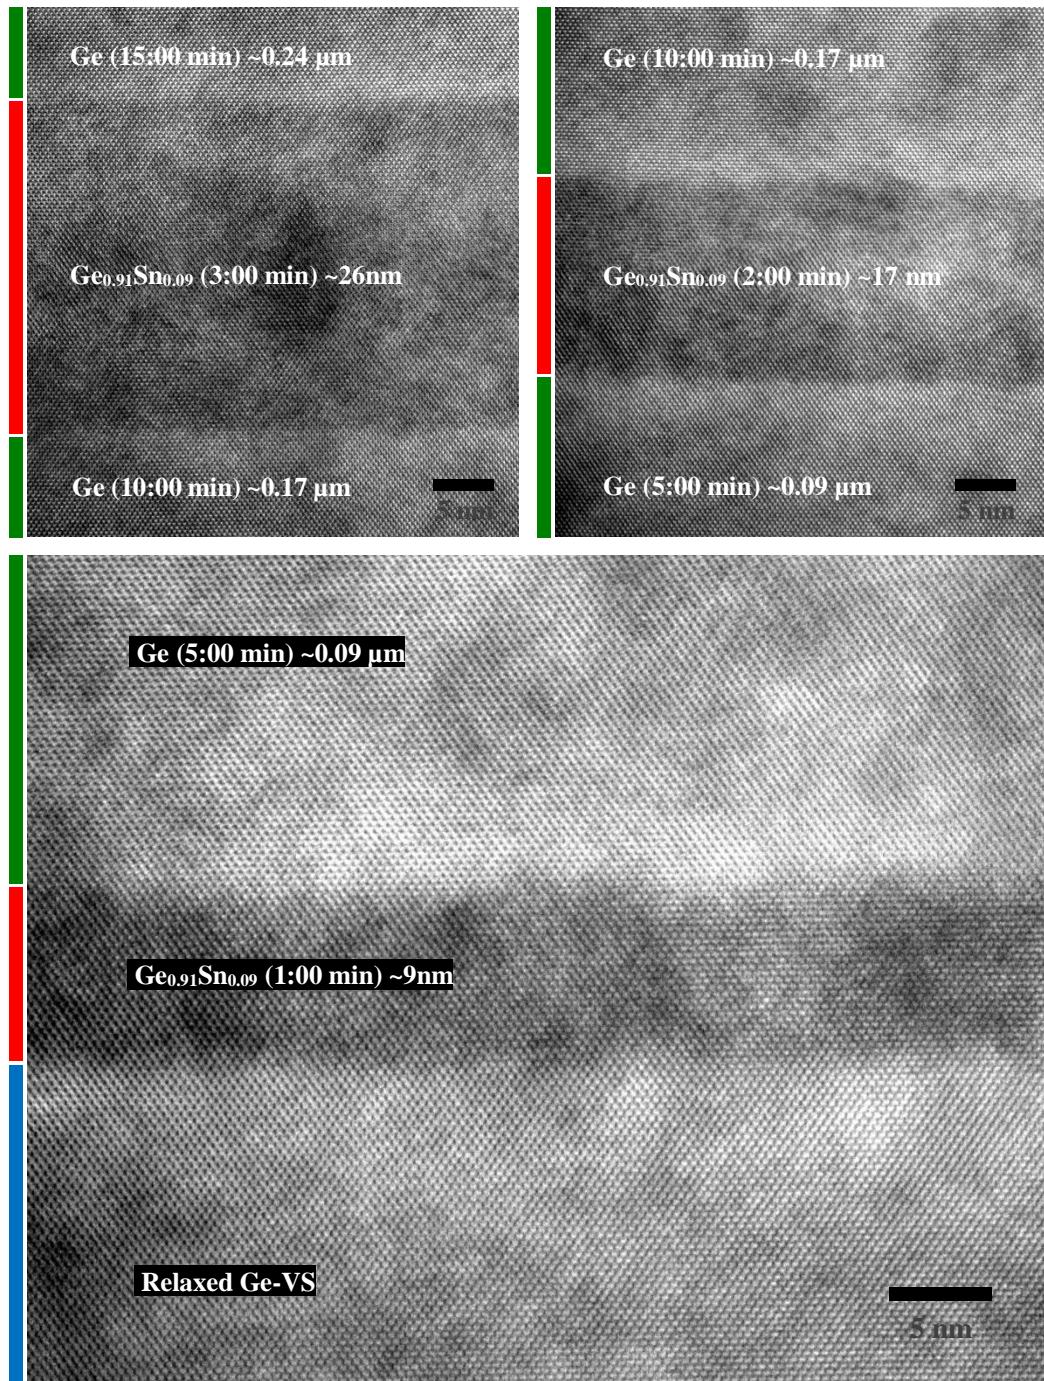 Ge (15:00 min) ~0.24 µm
Ge₀.₉₁Sn₀.₀₉ (3:00 min) ~26nm
Ge (10:00 min) ~0.17 µm
5 nm
Ge (10:00 min) ~0.17 µm
Ge₀.₉₁Sn₀.₀₉ (2:00 min) ~17 nm
Ge (5:00 min) ~0.09 µm
5 nm
Ge (5:00 min) ~0.09 µm
Ge₀.₉₁Sn₀.₀₉ (1:00 min) ~9nm
Relaxed Ge-VS
5 nm